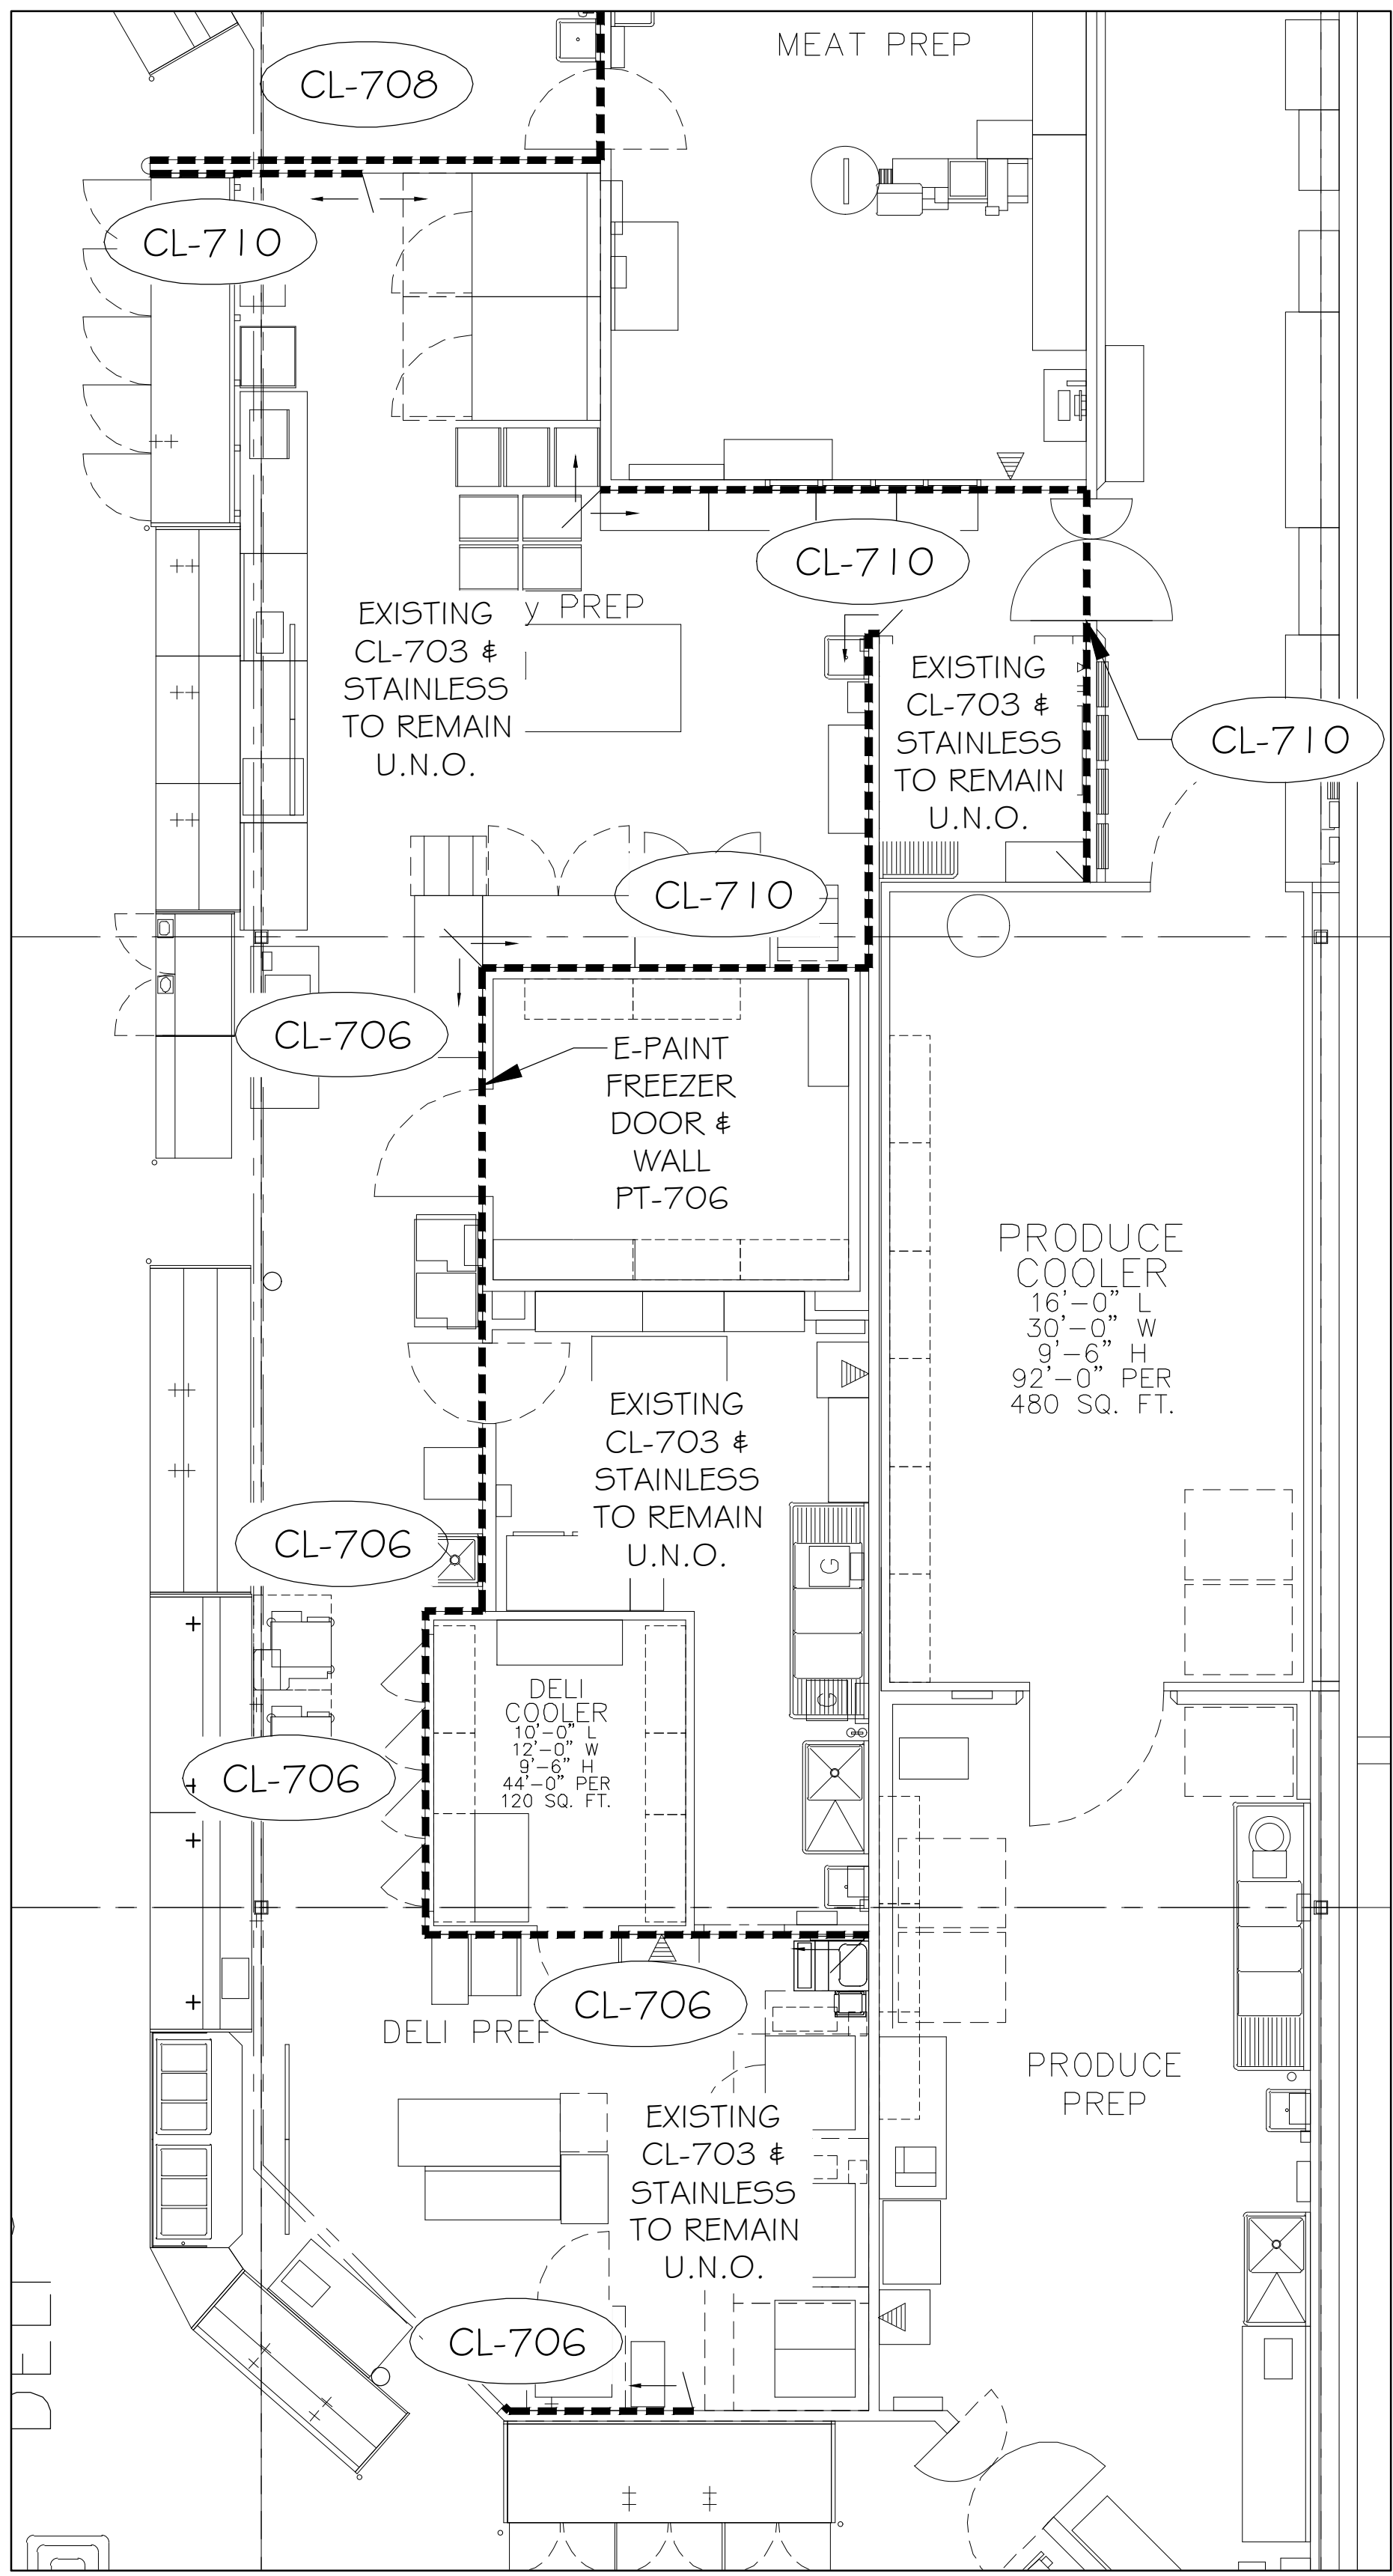 MEAT PREP
CL-708
CL-710
CL-710
y PREP
EXISTING
CL-703 &
STAINLESS
TO REMAIN
U.N.O.
EXISTING
CL-703 &
STAINLESS
TO REMAIN
U.N.O.
CL-710
CL-710
CL-706
E-PAINT
FREEZER
DOOR &
WALL
PT-706
PRODUCE
COOLER
16'-0" L
30'-0" W
9'-6" H
92'-0" PER
480 SQ. FT.
EXISTING
CL-703 &
STAINLESS
TO REMAIN
U.N.O.
CL-706
G
G
DELI
COOLER
10'-0" L
12'-0" W
9'-6" H
44'-0" PER
120 SQ. FT.
CL-706
CL-706
DELI PREP
PRODUCE
PREP
EXISTING
CL-703 &
STAINLESS
TO REMAIN
U.N.O.
CL-706